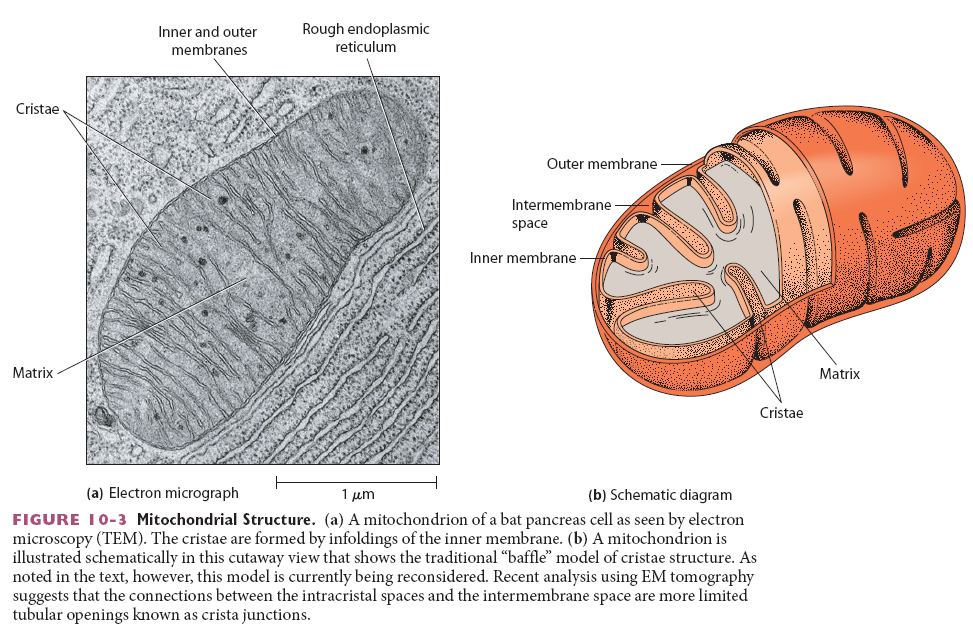 Inner and outer
membranes
Rough endoplasmic
reticulum
Cristae
Matrix
(a) Electron micrograph
1 μm
Outer membrane
Intermembrane
space
Inner membrane
Matrix
Cristae
(b) Schematic diagram
FIGURE 10-3 Mitochondrial Structure. (a) A mitochondrion of a bat pancreas cell as seen by electron
microscopy (TEM). The cristae are formed by infoldings of the inner membrane. (b) A mitochondrion is
illustrated schematically in this cutaway view that shows the traditional “baffle” model of cristae structure. As
noted in the text, however, this model is currently being reconsidered. Recent analysis using EM tomography
suggests that the connections between the intracristal spaces and the intermembrane space are more limited
tubular openings known as crista junctions.